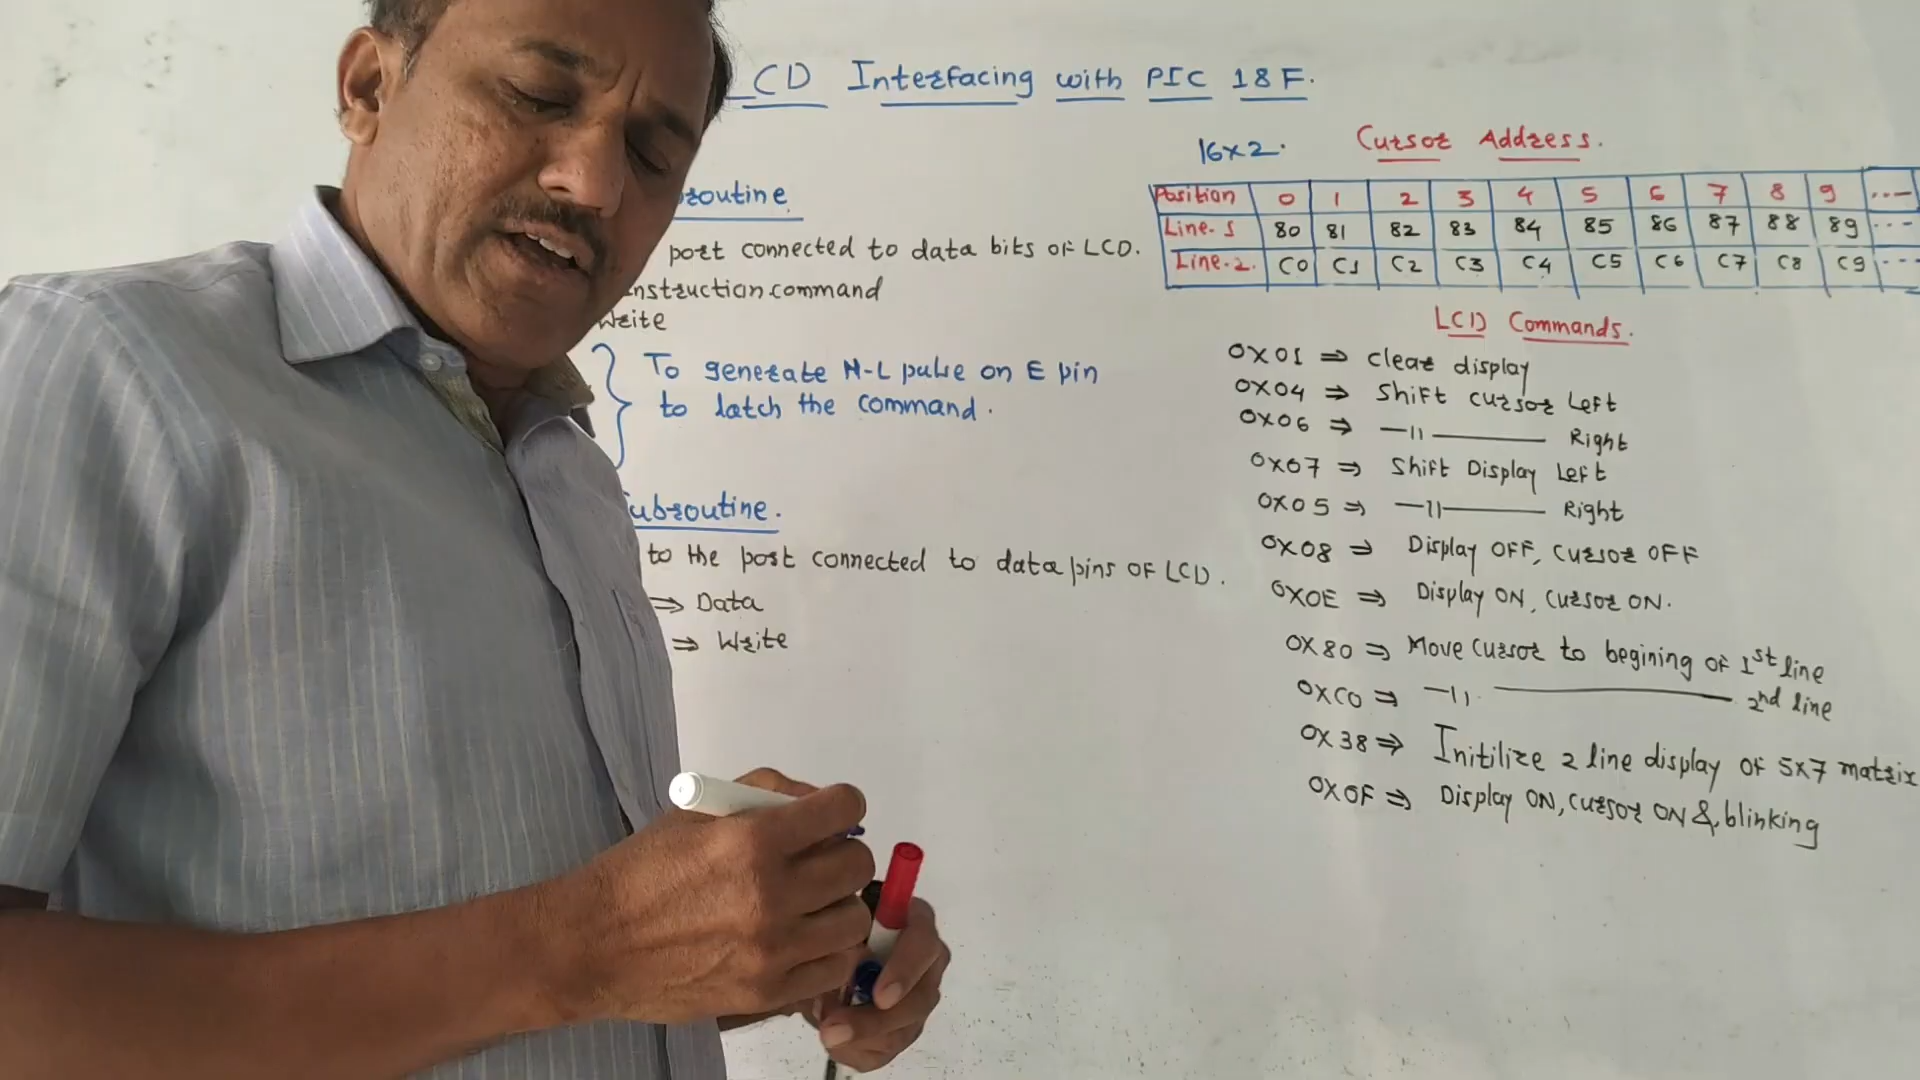 CD Interfacing with PIC 18F.
routine
port connected to data bits of LCD.
Instruction command
Write
To generate H-L pulse on E pin
to latch the command.
ubroutine.
to the port connected to data pins of LCD.
⇒ Data
⇒ Write
16x2. Cursor Address.
Position 0 1 2 3 4 5 6 7 8 9 ...
Line-1 80 81 82 83 84 85 86 87 88 89 ...
Line-2. C0 C1 C2 C3 C4 C5 C6 C7 C8 C9 ...
LCD Commands.
0x01 ⇒ clear display
0x04 ⇒ Shift cursor Left
0x06 ⇒ —11— Right
0x07 ⇒ Shift Display Left
0x05 ⇒ —11— Right
0x08 ⇒ Display OFF, Cursor OFF
0x0E ⇒ Display ON, Cursor ON.
0x80 ⇒ Move Cursor to begining of 1st line
0xC0 ⇒ —11— 2nd line
0x38 ⇒ Initilize 2 line display of 5x7 matrix
0x0F ⇒ Display ON, Cursor ON & blinking